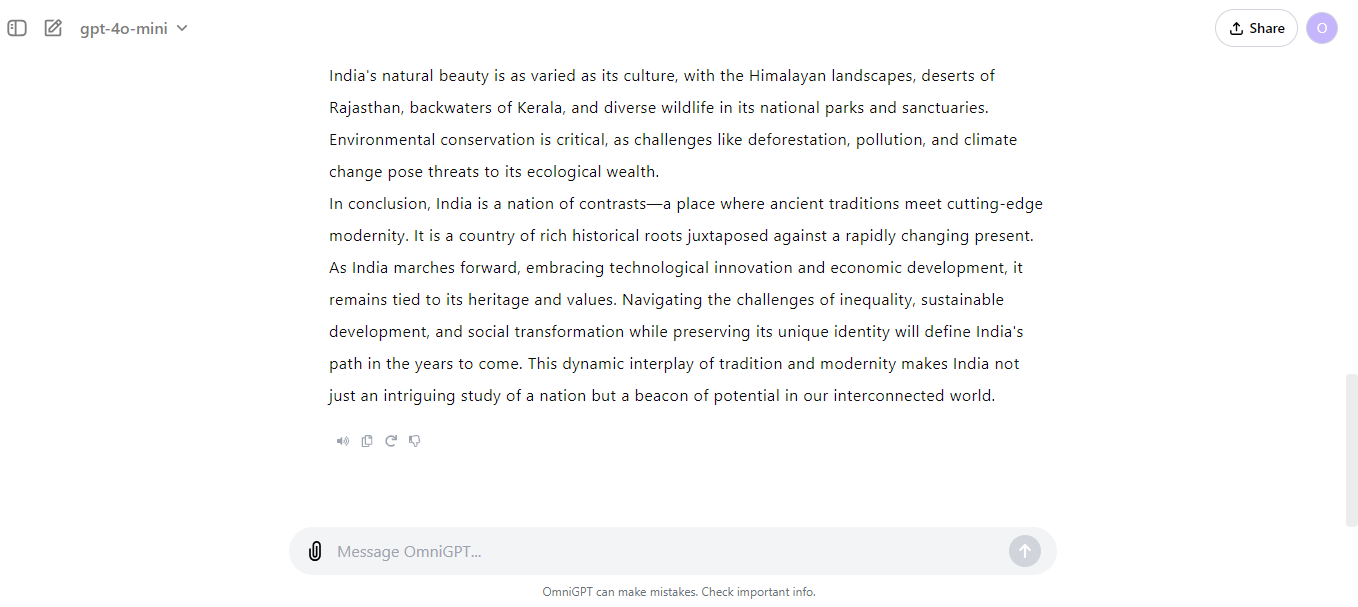 gpt-4o-mini
Share
O
India's natural beauty is as varied as its culture, with the Himalayan landscapes, deserts of
Rajasthan, backwaters of Kerala, and diverse wildlife in its national parks and sanctuaries.
Environmental conservation is critical, as challenges like deforestation, pollution, and climate
change pose threats to its ecological wealth.
In conclusion, India is a nation of contrasts—a place where ancient traditions meet cutting-edge
modernity. It is a country of rich historical roots juxtaposed against a rapidly changing present.
As India marches forward, embracing technological innovation and economic development, it
remains tied to its heritage and values. Navigating the challenges of inequality, sustainable
development, and social transformation while preserving its unique identity will define India's
path in the years to come. This dynamic interplay of tradition and modernity makes India not
just an intriguing study of a nation but a beacon of potential in our interconnected world.
Message OmniGPT...
OmniGPT can make mistakes. Check important info.